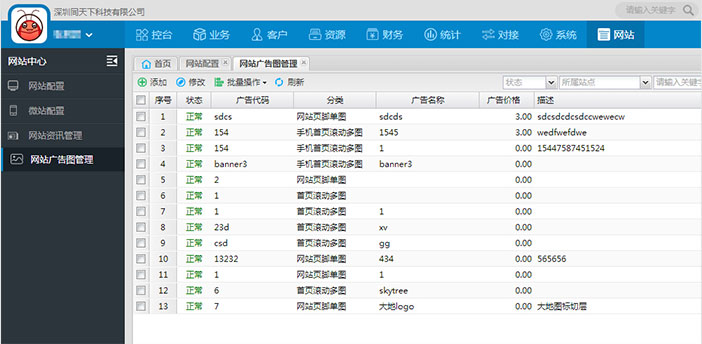 深圳同天下科技有限公司
请输入关键字
控台 业务 客户 资源 财务 统计 对接 系统 网站
网站中心
网站配置
微站配置
网站资讯管理
网站广告图管理
首页 网站配置 × 网站广告图管理 ×
添加 修改 批量操作 刷新 状态 所属站点 请输入关键字
序号 状态 广告代码 分类 广告名称 广告价格 描述
1 正常 sdcs 网站页脚单图 sdcds 3.00 sdcsdcdcsdccwewecw
2 正常 154 手机首页滚动多图 1545 3.00 wedfwefdwe
3 正常 154 手机首页滚动多图 1 0.00 15447587451524
4 正常 banner3 手机首页滚动多图 banner3 0.00
5 正常 2 网站页脚单图 0.00
6 正常 1 首页滚动多图 0.00
7 正常 1 首页滚动多图 1 0.00
8 正常 23d 首页滚动多图 xv 0.00
9 正常 csd 首页滚动多图 gg 0.00
10 正常 13232 网站页脚单图 434 0.00 565656
11 正常 1 网站页脚单图 1 0.00
12 正常 6 首页滚动多图 skytree 0.00
13 正常 7 网站页脚单图 大地logo 0.00 大地图标切层